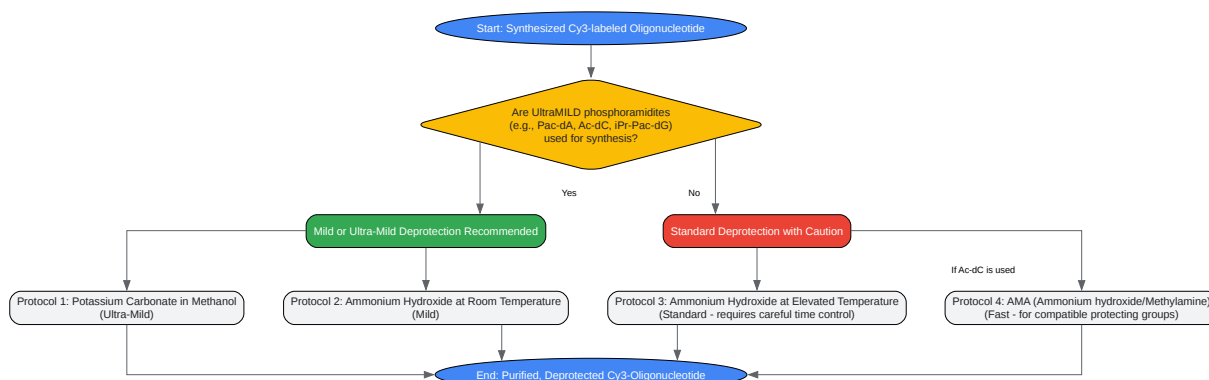 Start: Synthesized Cy3-labeled Oligonucleotide
Are UltraMILD phosphoramidites
(e.g., Pac-dA, Ac-dC, iPr-Pac-dG)
used for synthesis?
Yes
No
Mild or Ultra-Mild Deprotection Recommended
Standard Deprotection with Caution
If Ac-dC is used
Protocol 1: Potassium Carbonate in Methanol
(Ultra-Mild)
Protocol 2: Ammonium Hydroxide at Room Temperature
(Mild)
Protocol 3: Ammonium Hydroxide at Elevated Temperature
(Standard - requires careful time control)
Protocol 4: AMA (Ammonium hydroxide/Methylamine)
(Fast - for compatible protecting groups)
End: Purified, Deprotected Cy3-Oligonucleotide